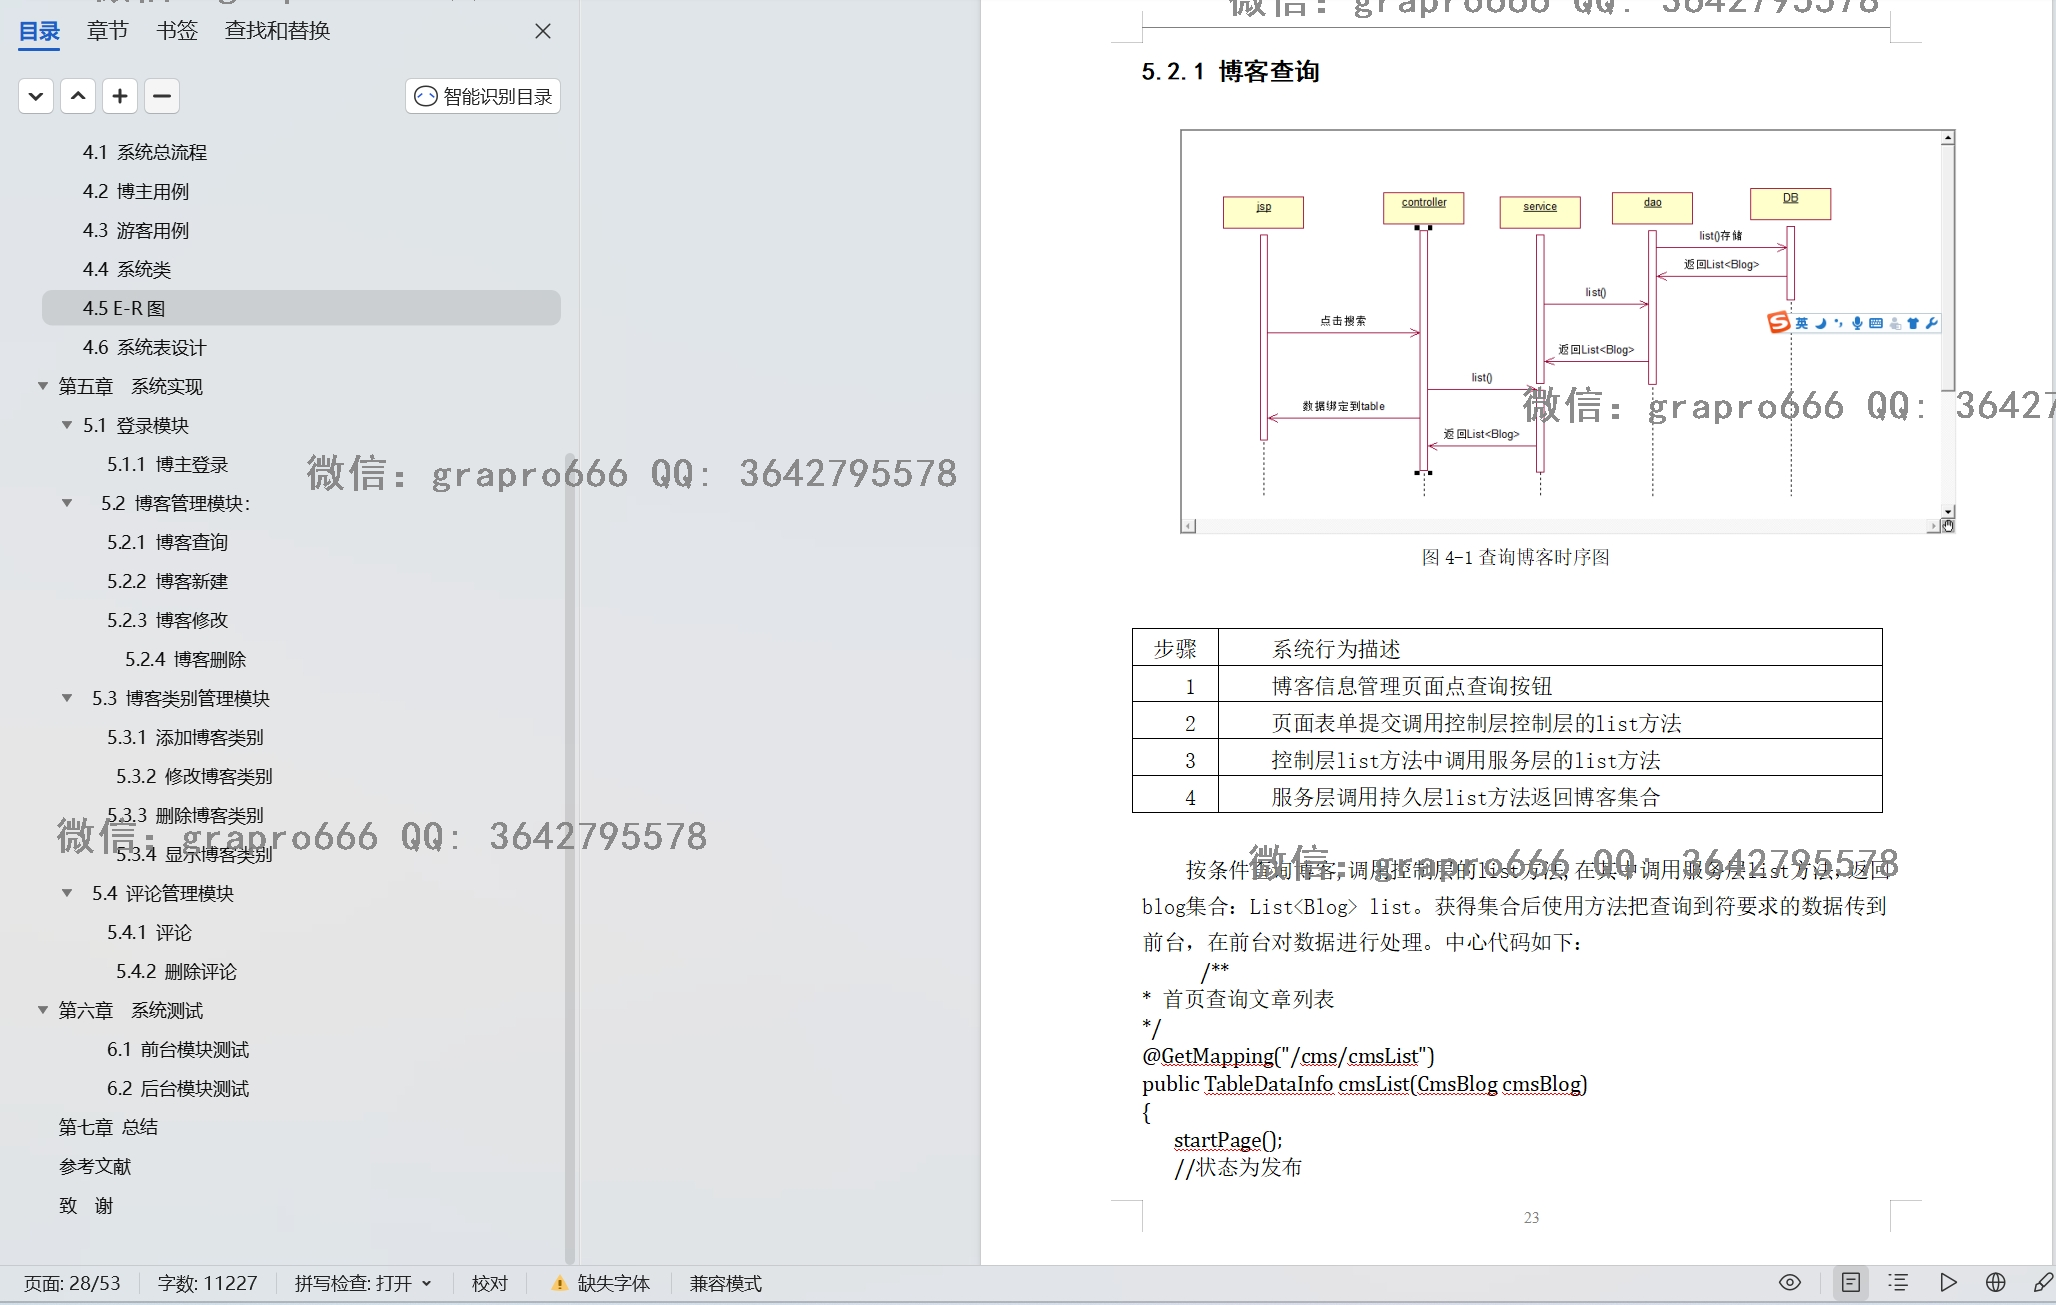 目录 章节 书签 查找和替换
智能识别目录
4.1 系统总流程
4.2 博主用例
4.3 游客用例
4.4 系统类
4.5 E-R 图
4.6 系统表设计
第五章 系统实现
5.1 登录模块
5.1.1 博主登录
5.2 博客管理模块：
5.2.1 博客查询
5.2.2 博客新建
5.2.3 博客修改
5.2.4 博客删除
5.3 博客类别管理模块
5.3.1 添加博客类别
5.3.2 修改博客类别
5.3.3 删除博客类别
5.3.4 显示博客类别
5.4 评论管理模块
5.4.1 评论
5.4.2 删除评论
第六章 系统测试
6.1 前台模块测试
6.2 后台模块测试
第七章 总结
参考文献
致 谢
微信：grapro666 QQ: 3642795578
微信：grapro666 QQ: 3642795578
微信：grapro666 QQ: 3642795578
5.2.1 博客查询
jsp
controller
service
dao
DB
list()存储
返回List<Blog>
list()
点击搜索
英
返回List<Blog>
list()
数据绑定到table
返回List<Blog>
微信：grapro666 QQ: 36427
图 4-1 查询博客时序图
步骤 系统行为描述
1 博客信息管理页面点查询按钮
2 页面表单提交调用控制层控制层的list方法
3 控制层list方法中调用服务层的list方法
4 服务层调用持久层list方法返回博客集合
微信：grapro666 QQ: 3642795578
按条件查询博客,调用控制层的list方法,在其中调用服务层list方法,返回
blog集合：List<Blog> list。获得集合后使用方法把查询到符要求的数据传到
前台，在前台对数据进行处理。中心代码如下：
/**
* 首页查询文章列表
*/
@GetMapping("/cms/cmsList")
public TableDataInfo cmsList(CmsBlog cmsBlog)
{
startPage();
//状态为发布
23
页面: 28/53 字数: 11227 拼写检查: 打开 校对 缺失字体 兼容模式